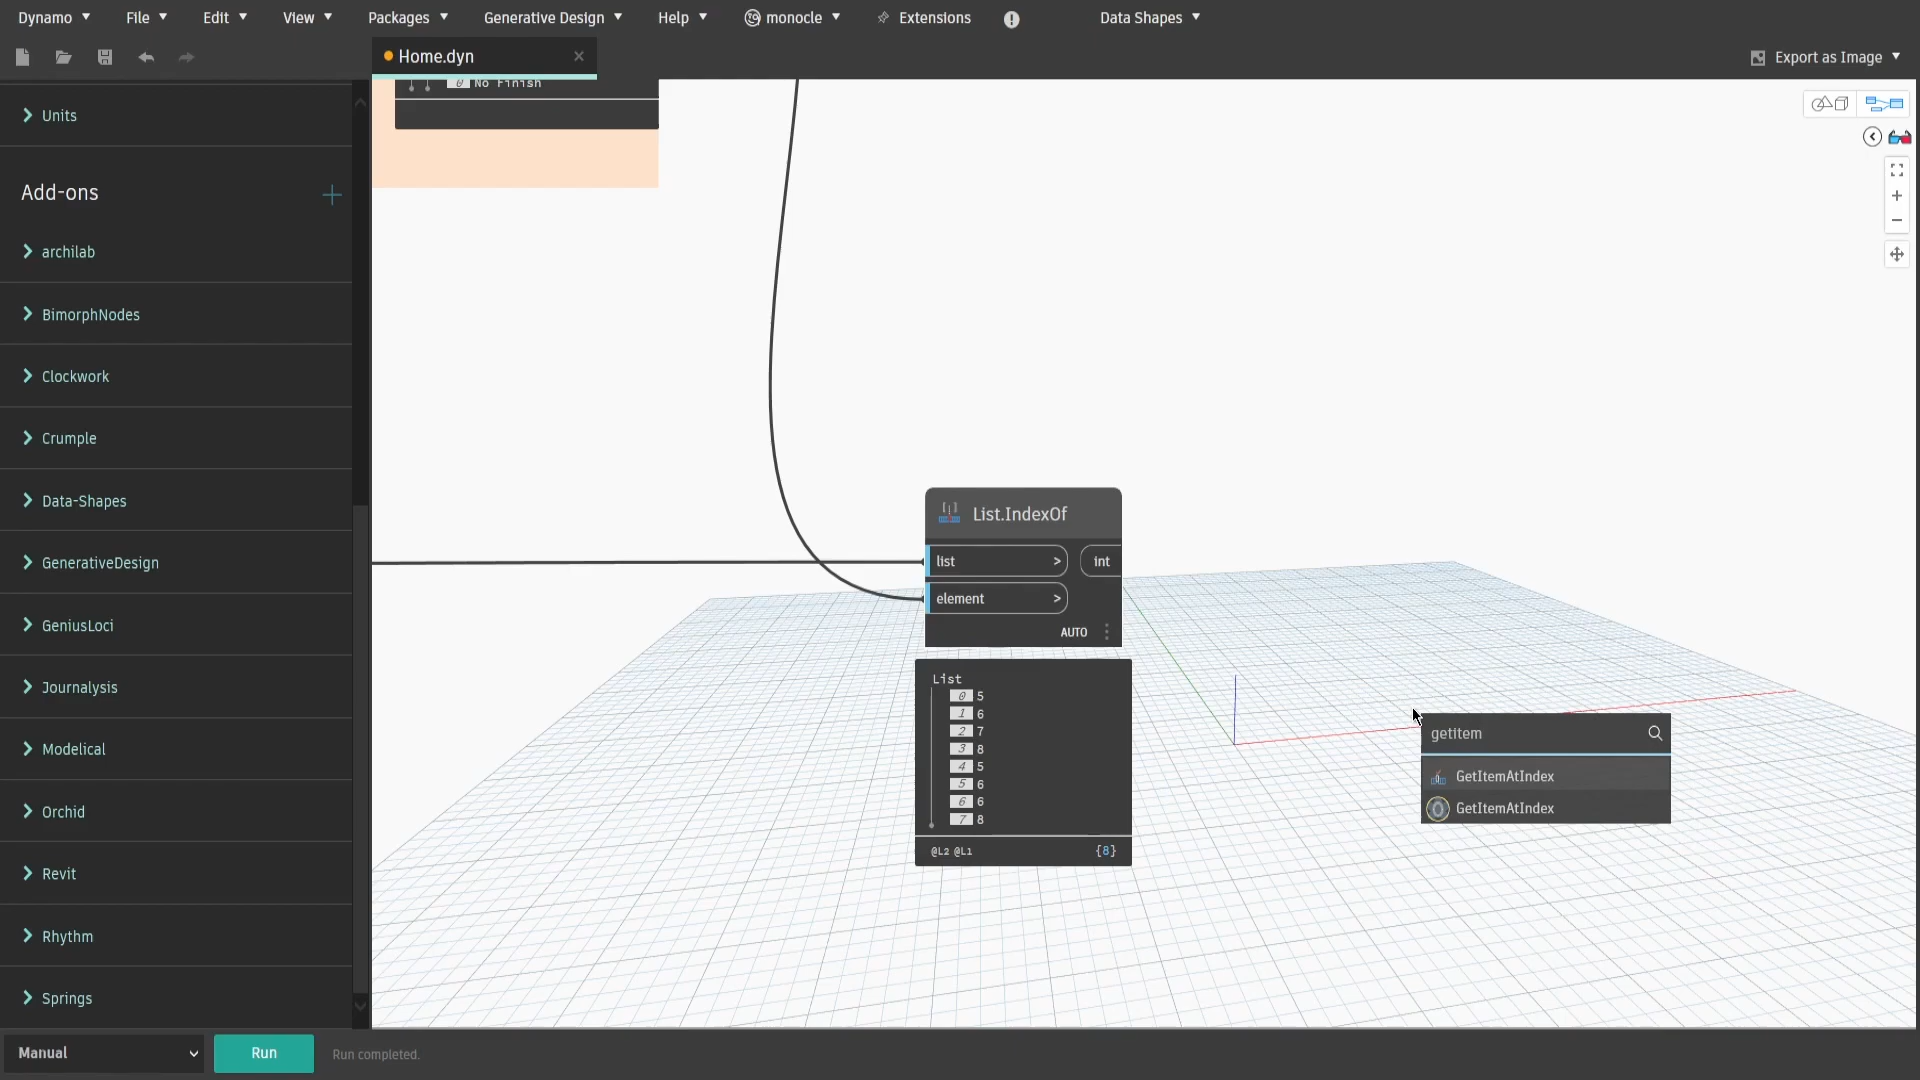 Dynamo File Edit View Packages Generative Design Help monocle Extensions Data Shapes
Home.dyn Export as Image
0 No Finish
Units
Add-ons
archilab
BimorphNodes
Clockwork
Crumple
Data-Shapes
GenerativeDesign
GeniusLoci
Journalysis
Modelical
Orchid
Revit
Rhythm
Springs
List.IndexOf
list > int
element >
AUTO
List
0 5
1 6
2 7
3 8
4 5
5 6
6 6
7 8
@L2 @L1 {8}
getitem
GetItemAtIndex
GetItemAtIndex
Manual Run Run completed.